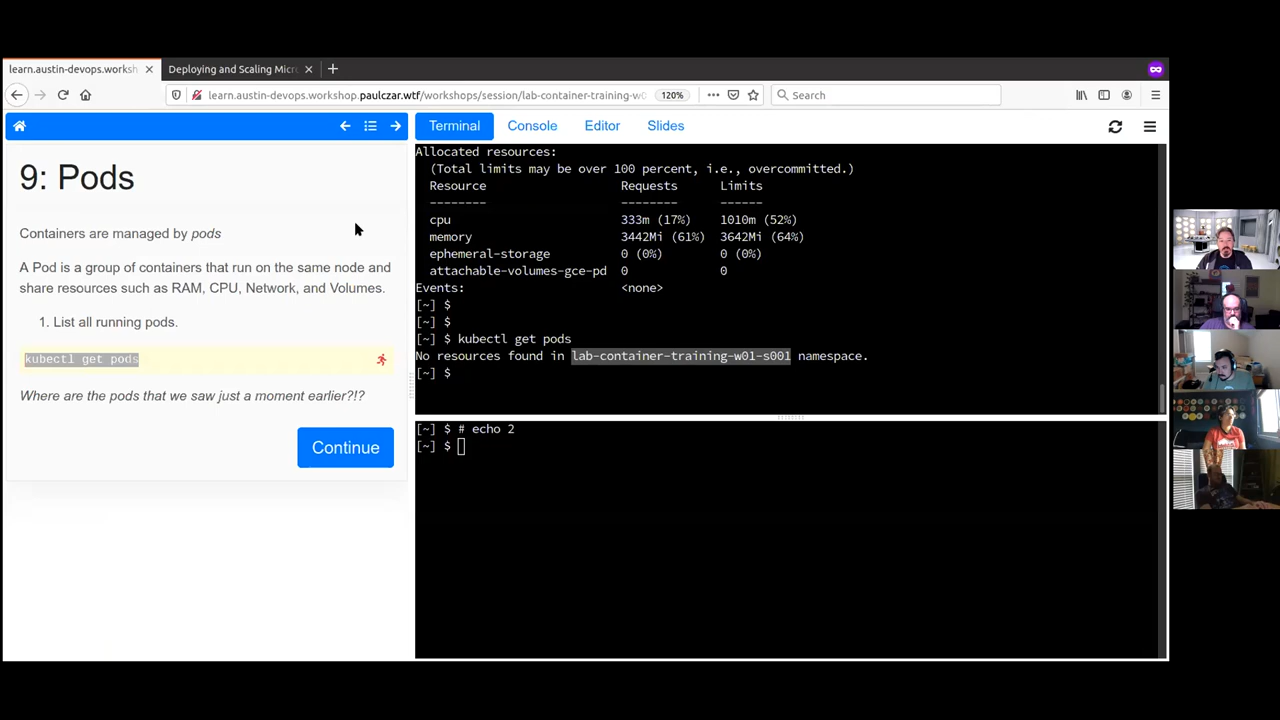 learn.austin-devops.worksh
Deploying and Scaling Micr
learn.austin-devops.workshop.paulczar.wtf/workshops/session/lab-container-training-w0
120%
Search
Terminal
Console
Editor
Slides
9: Pods
Containers are managed by pods
A Pod is a group of containers that run on the same node and
share resources such as RAM, CPU, Network, and Volumes.
1. List all running pods.
kubectl get pods
Where are the pods that we saw just a moment earlier?!?
Continue
Allocated resources:
(Total limits may be over 100 percent, i.e., overcommitted.)
Resource Requests Limits
-------- -------- ------
cpu 333m (17%) 1010m (52%)
memory 3442Mi (61%) 3642Mi (64%)
ephemeral-storage 0 (0%) 0 (0%)
attachable-volumes-gce-pd 0 0
Events: <none>
[~] $
[~] $
[~] $ kubectl get pods
No resources found in lab-container-training-w01-s001 namespace.
[~] $
[~] $ # echo 2
[~] $